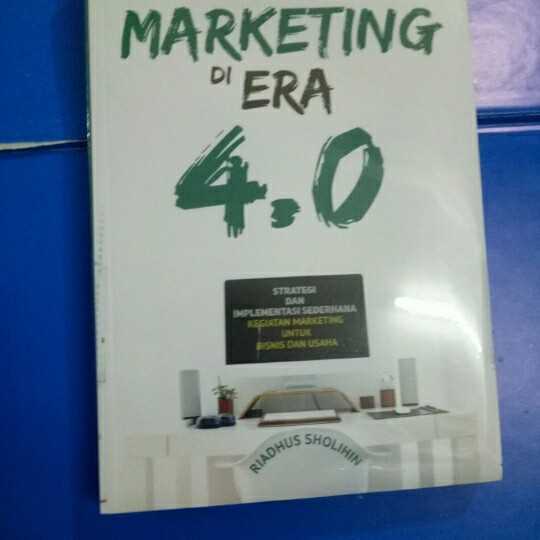 MARKETING
DI ERA
4.0
STRATEGI
DAN
IMPLEMENTASI SEDERHANA
KEGIATAN MARKETING
UNTUK
BISNIS DAN USAHA
RIADHUS SHOLIHIN